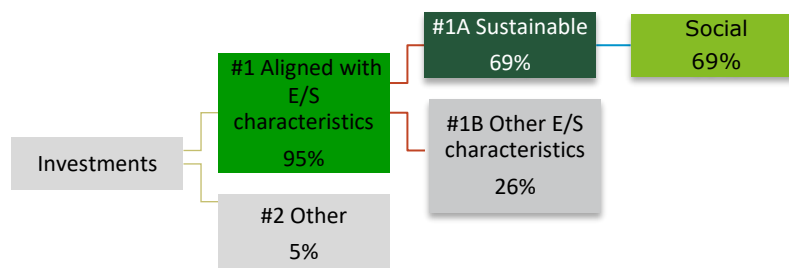 Investments
#1 Aligned with
E/S
characteristics
95%
#2 Other
5%
#1A Sustainable
69%
#1B Other E/S
characteristics
26%
Social
69%